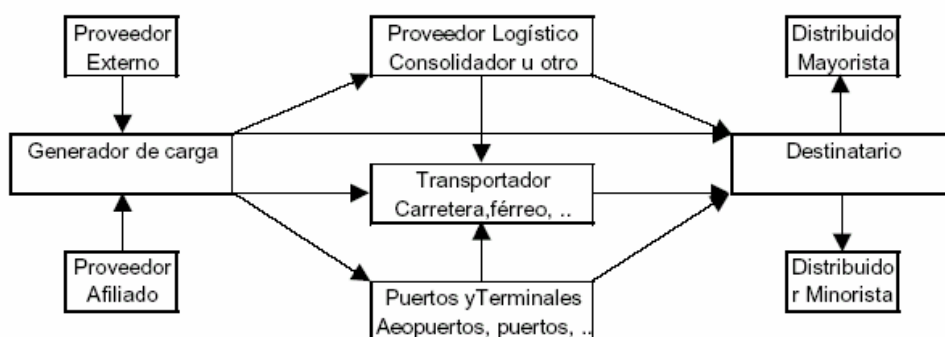 Proveedor
Externo
Proveedor Logístico
Consolidador u otro
Distribuido
Mayorista
Generador de carga
Destinatario
Transportador
Carretera,férreo, ..
Proveedor
Afiliado
Puertos yTerminales
Aeopuertos, puertos, ..
Distribuido
r Minorista